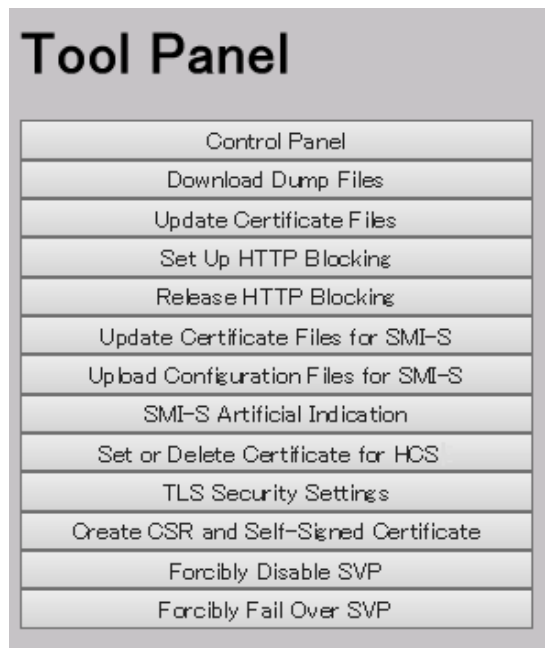 Tool Panel
Control Panel
Download Dump Files
Update Certificate Files
Set Up HTTP Blocking
Release HTTP Blocking
Update Certificate Files for SMI-S
Upload Configuration Files for SMI-S
SMI-S Artificial Indication
Set or Delete Certificate for HCS
TLS Security Settings
Create CSR and Self-Signed Certificate
Forcibly Disable SVP
Forcibly Fail Over SVP